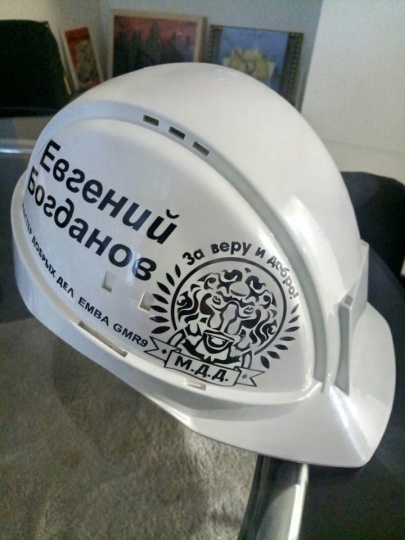 Евгений
Богданов
ДОБРЫХ ДЕЛ EMBA GMR9
За веру и добро!
М.Д.Д.